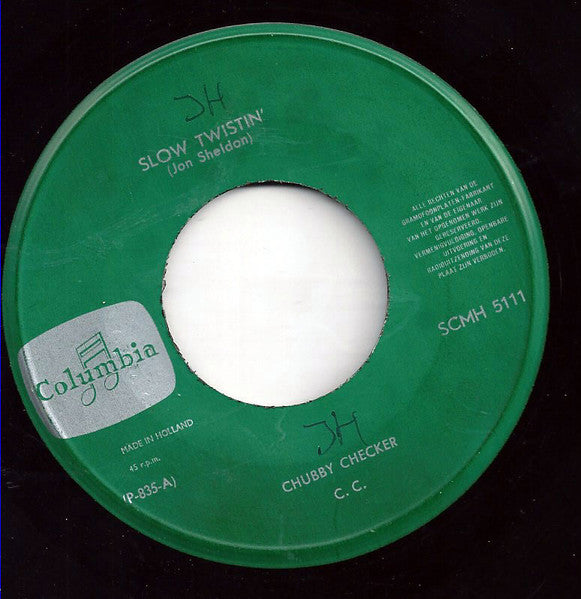 JH
SLOW TWISTIN'
(Jon Sheldon)
ALLE RECHTEN VAN DE
GRAMOFOONPLATEN-FABRIKANT
EN VAN DE EIGENAAR
VAN HET OPGENOMEN WERK ZIJN
GERESERVEERD.
VERMENIGVULDIGING, OPENBARE
UITVOERING EN
RADIOUITZENDING VAN DEZE
PLAAT ZIJN VERBODEN.
SCMH 5111
Columbia
MADE IN HOLLAND
45 r.p.m.
(P-835-A)
JH
CHUBBY CHECKER
C. C.